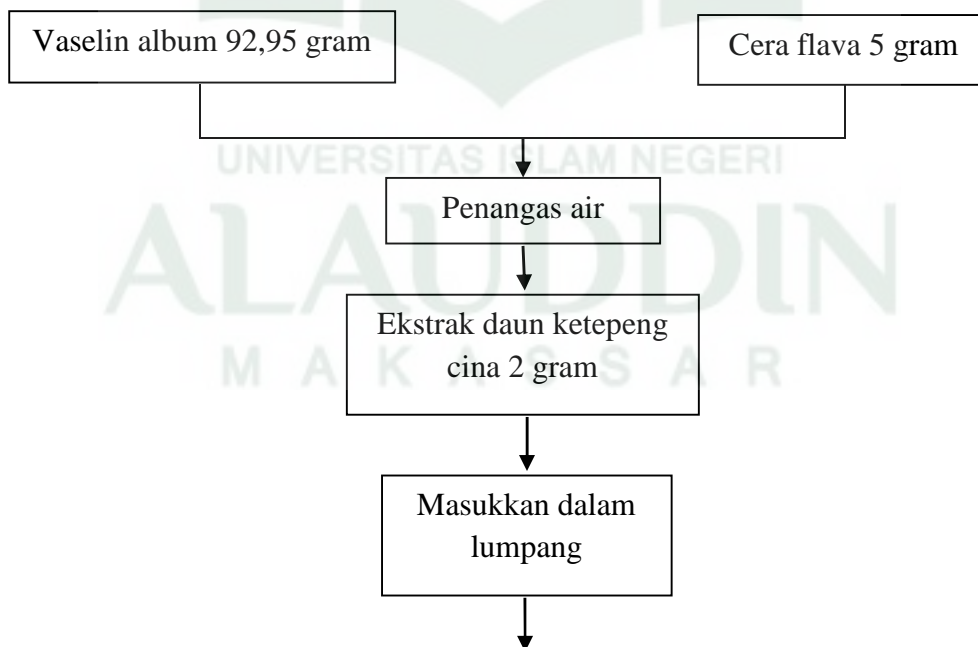 Vaselin album 92,95 gram
Cera flava 5 gram
UNIVERSITAS ISLAM NEGERI
Penangas air
ALAUDDIN
Ekstrak daun ketepeng
cina 2 gram
MAKASSAR
Masukkan dalam
lumpang